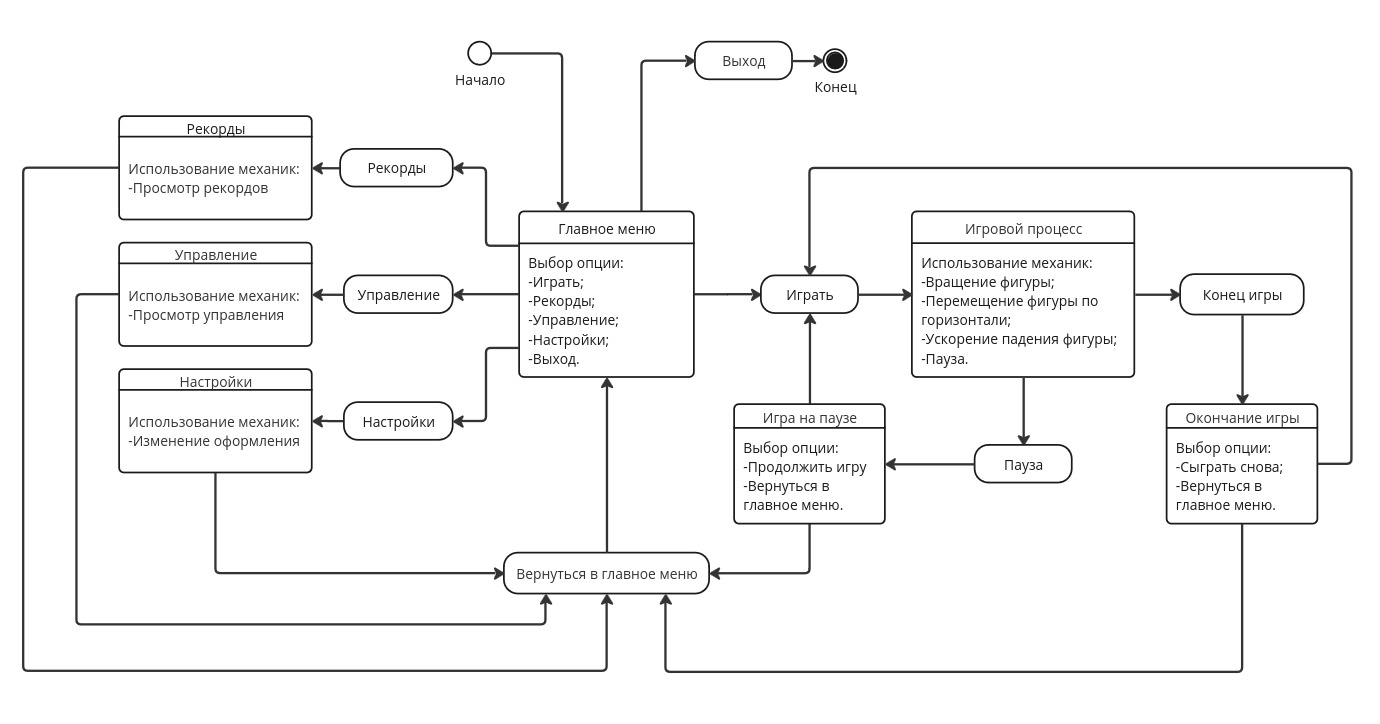 Начало
Выход
Конец
Рекорды
Использование механик:
-Просмотр рекордов
Рекорды
Управление
Использование механик:
-Просмотр управления
Управление
Настройки
Использование механик:
-Изменение оформления
Настройки
Главное меню
Выбор опции:
-Играть;
-Рекорды;
-Управление;
-Настройки;
-Выход.
Играть
Игровой процесс
Использование механик:
-Вращение фигуры;
-Перемещение фигуры по
горизонтали;
-Ускорение падения фигуры;
-Пауза.
Конец игры
Игра на паузе
Выбор опции:
-Продолжить игру
-Вернуться в
главное меню.
Пауза
Окончание игры
Выбор опции:
-Сыграть снова;
-Вернуться в
главное меню.
Вернуться в главное меню